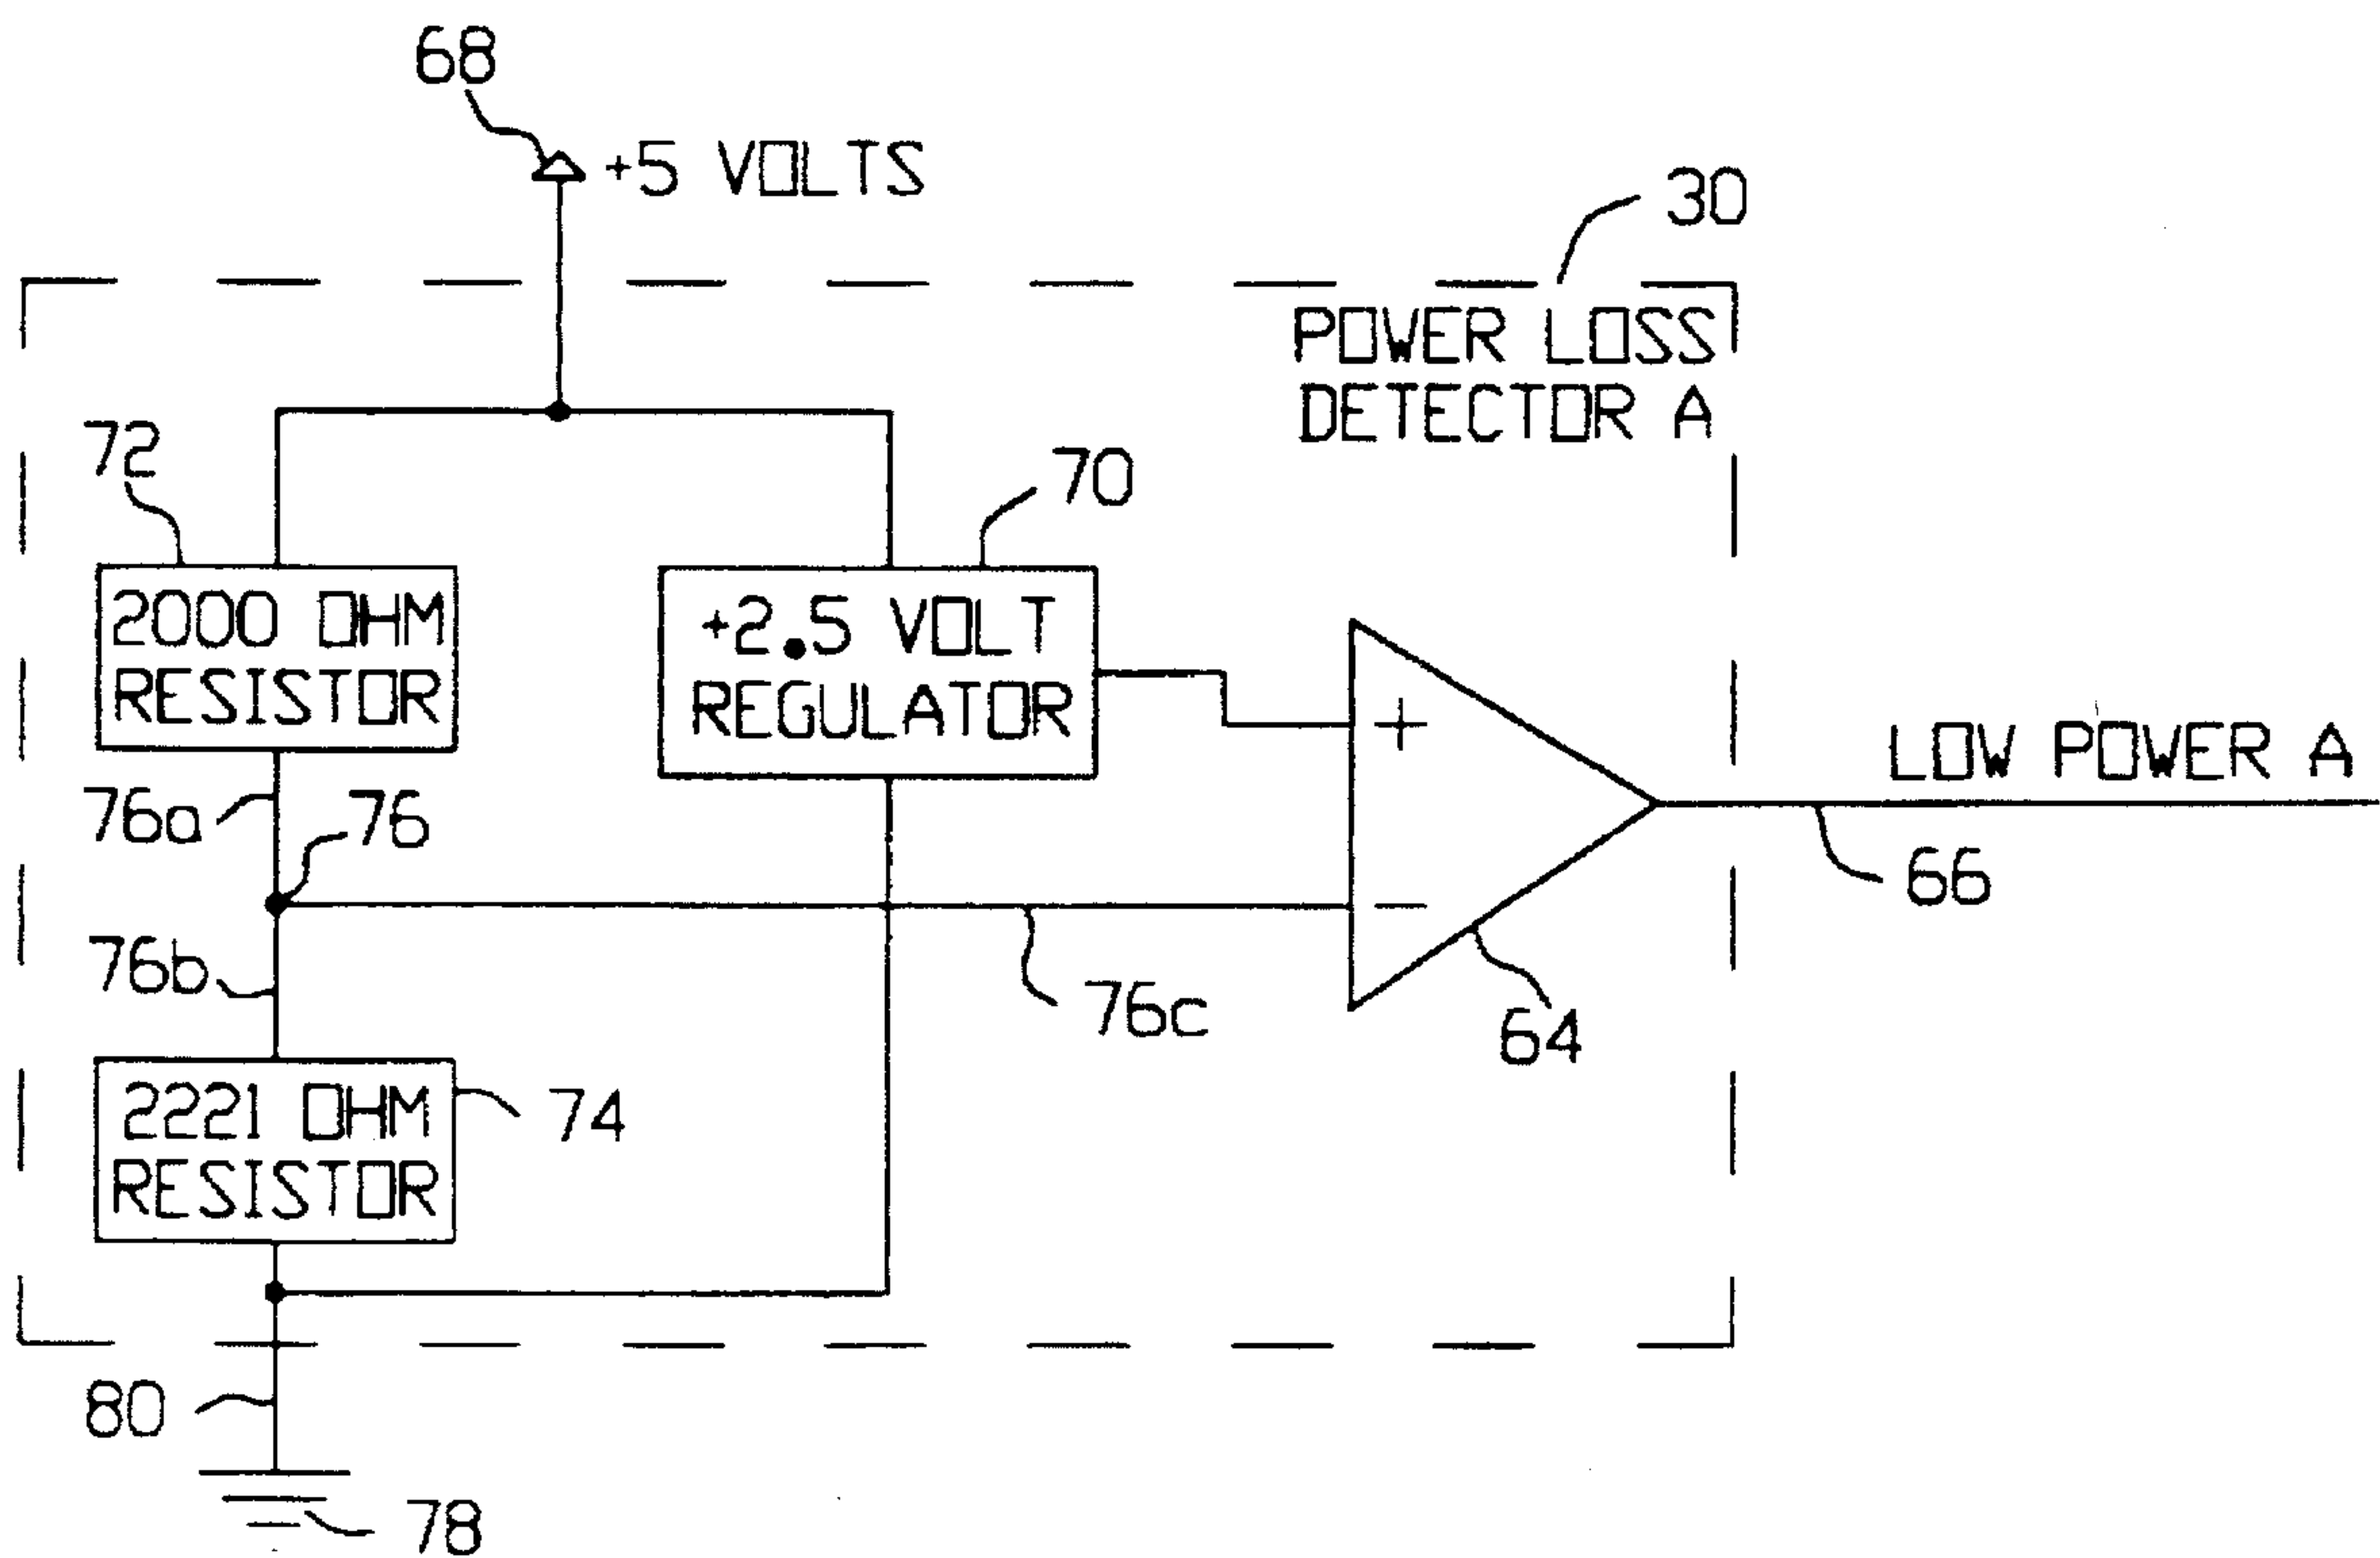 68
+5 VOLTS
30
POWER LOSS
DETECTOR A
72
70
2000 OHM
RESISTOR
+2.5 VOLT
REGULATOR
+
LOW POWER A
76a
76
66
−
76b
76c
64
2221 OHM
RESISTOR
74
80
78